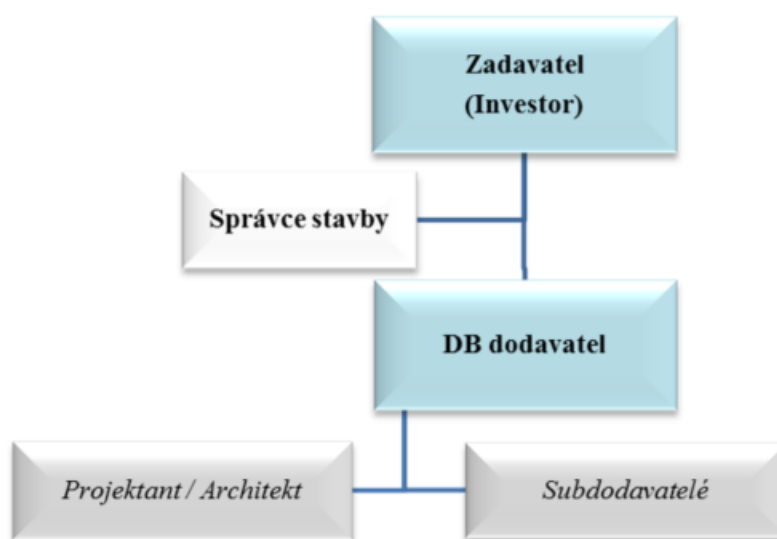 Zadavatel
(Investor)
Správce stavby
DB dodavatel
Projektant / Architekt
Subdodavatelé